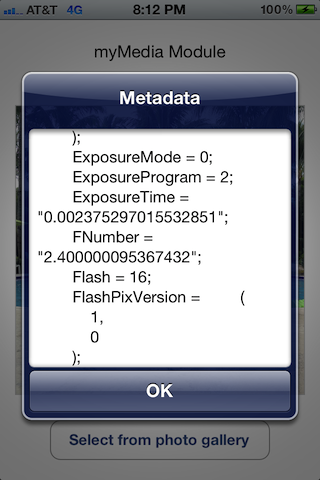 AT&T 4G 8:12 PM 100%
myMedia Module
Metadata
);
ExposureMode = 0;
ExposureProgram = 2;
ExposureTime =
"0.002375297015532851";
FNumber =
"2.400000095367432";
Flash = 16;
FlashPixVersion = (
1,
0
);
OK
Select from photo gallery